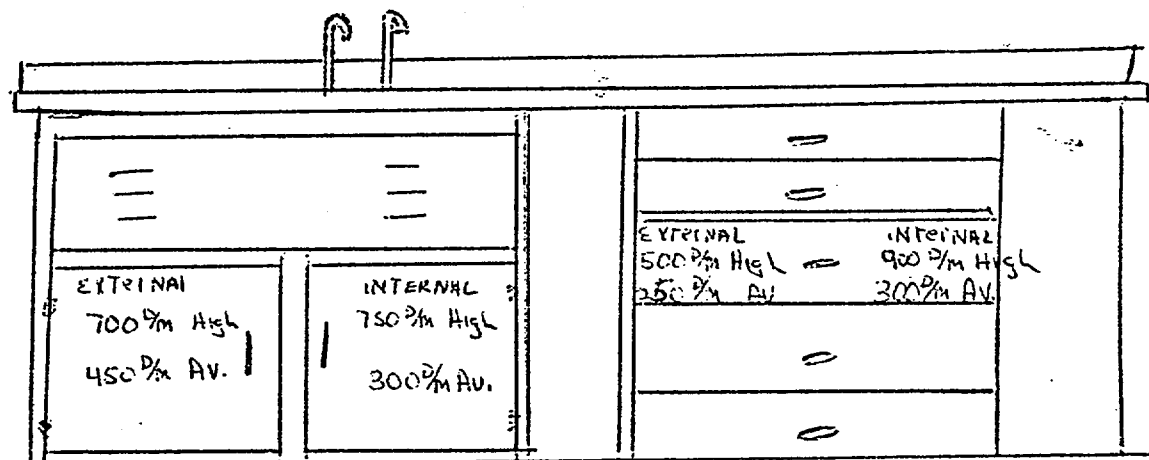 EXTERNAL
700 D/m High
450 D/m Av.
INTERNAL
750 D/m High
300 D/m Av.
EXTERNAL
500 D/m High
D/m AV
INTERNAL
900 D/m High
300 D/m AV.